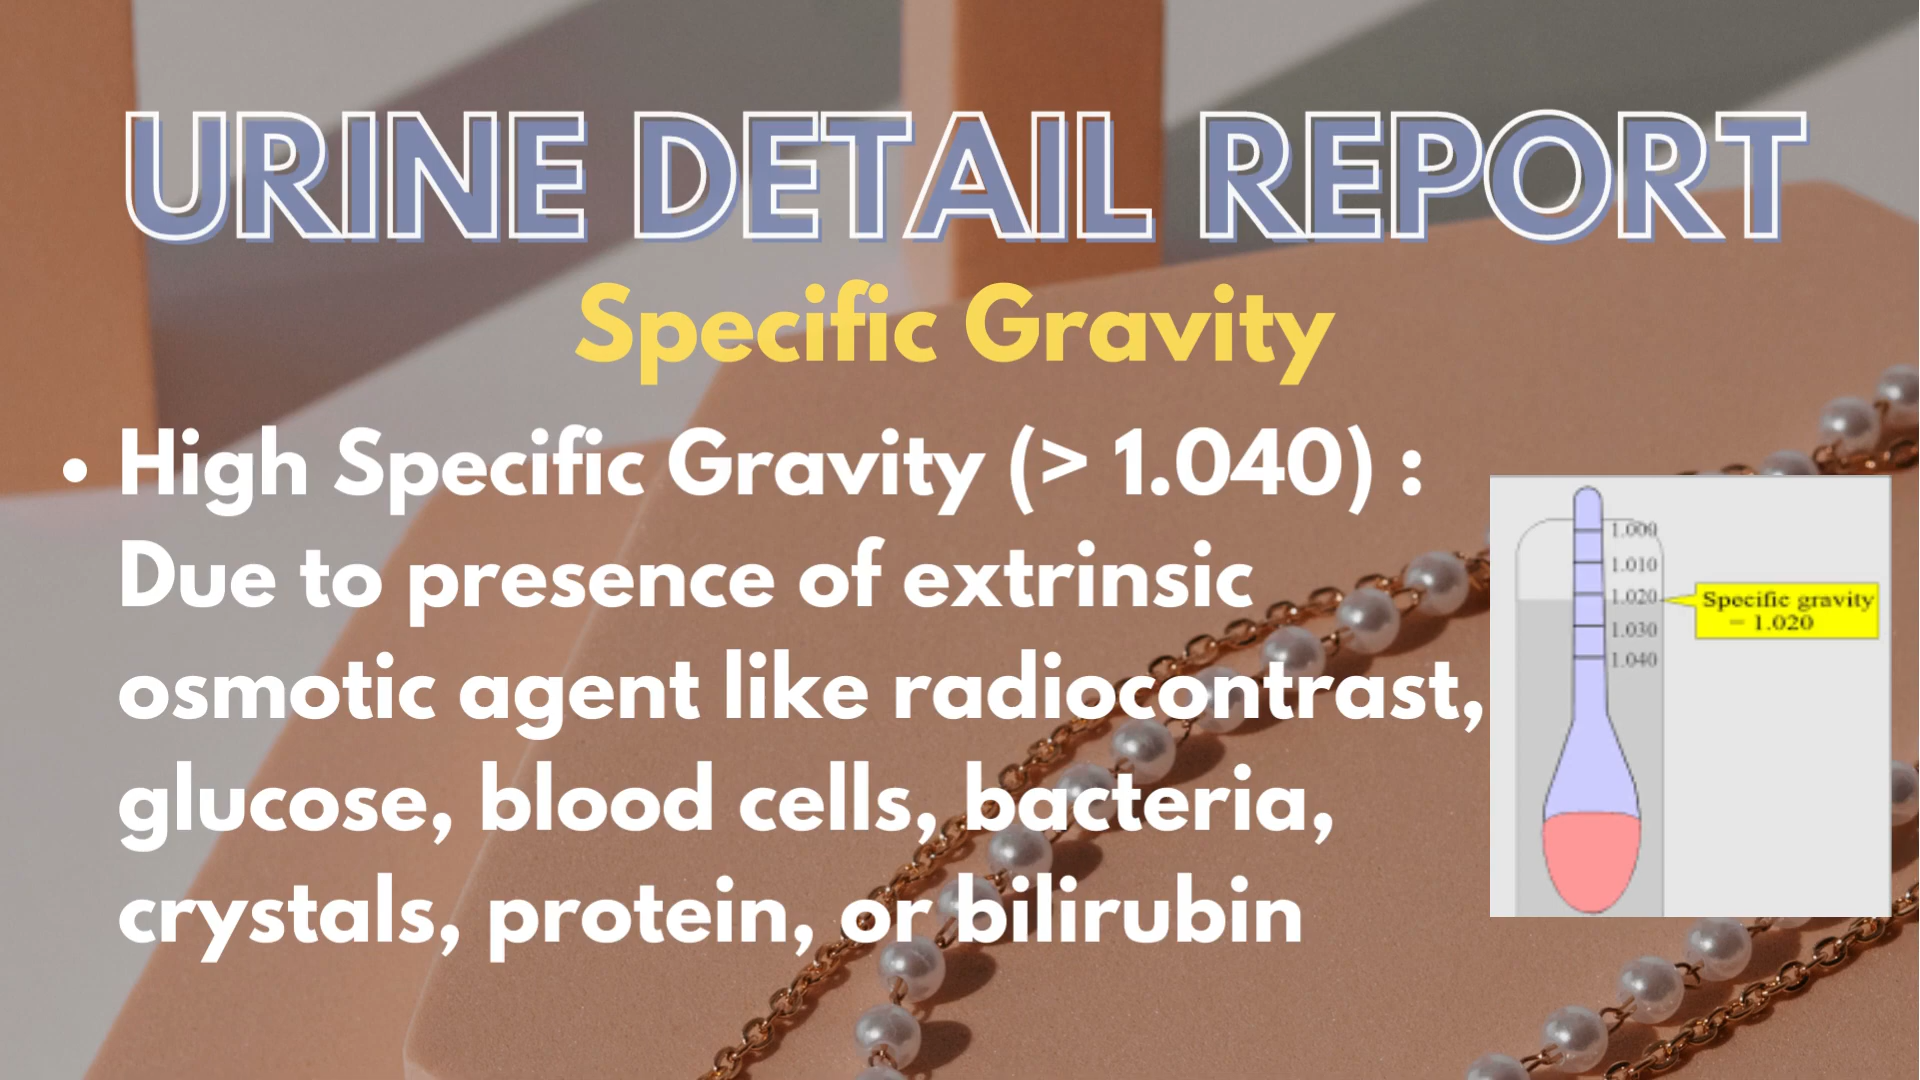 URINE DETAIL REPORT
Specific Gravity
• High Specific Gravity (> 1.040) :
Due to presence of extrinsic
osmotic agent like radiocontrast,
glucose, blood cells, bacteria,
crystals, protein, or bilirubin
1.000
1.010
1.020
1.030
1.040
Specific gravity
= 1.020